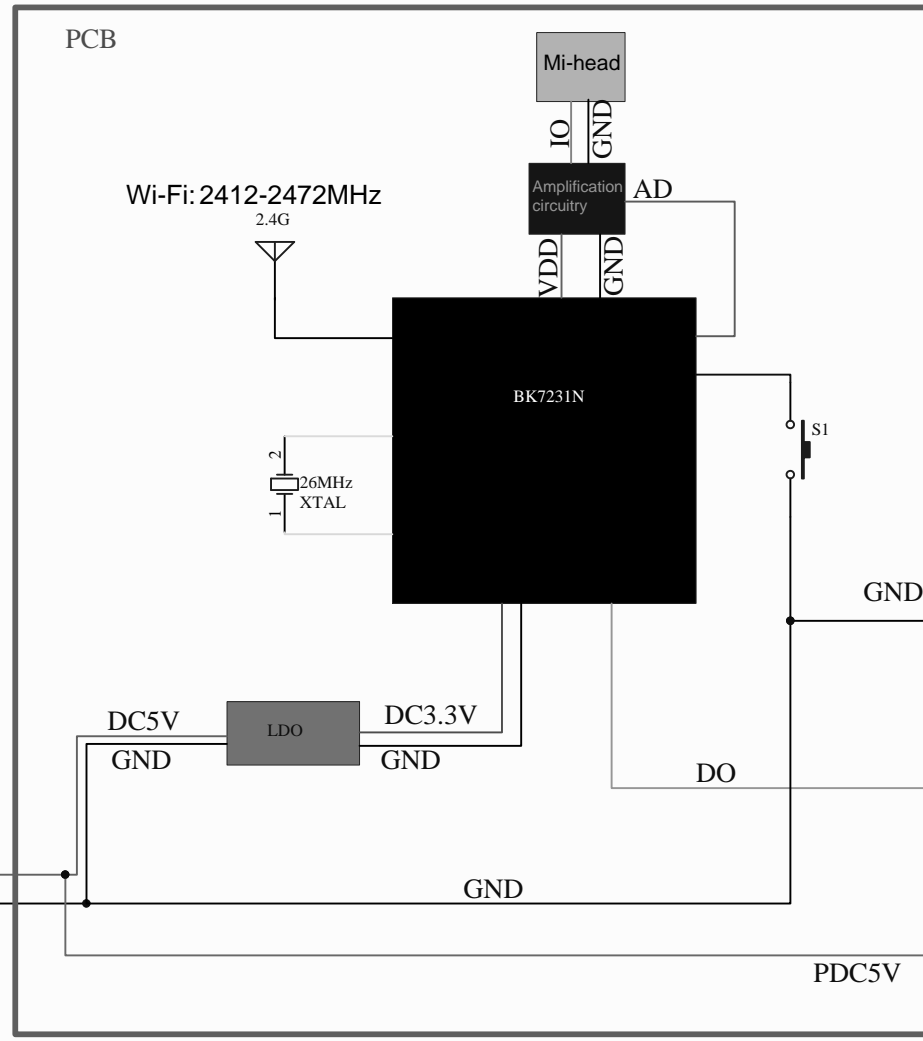 PCB
Mi-head
IO
GND
Amplification
circuitry
AD
Wi-Fi: 2412-2472MHz
2.4G
VDD
GND
BK7231N
S1
2
26MHz
XTAL
1
GND
DC5V
LDO
DC3.3V
GND
GND
DO
GND
PDC5V